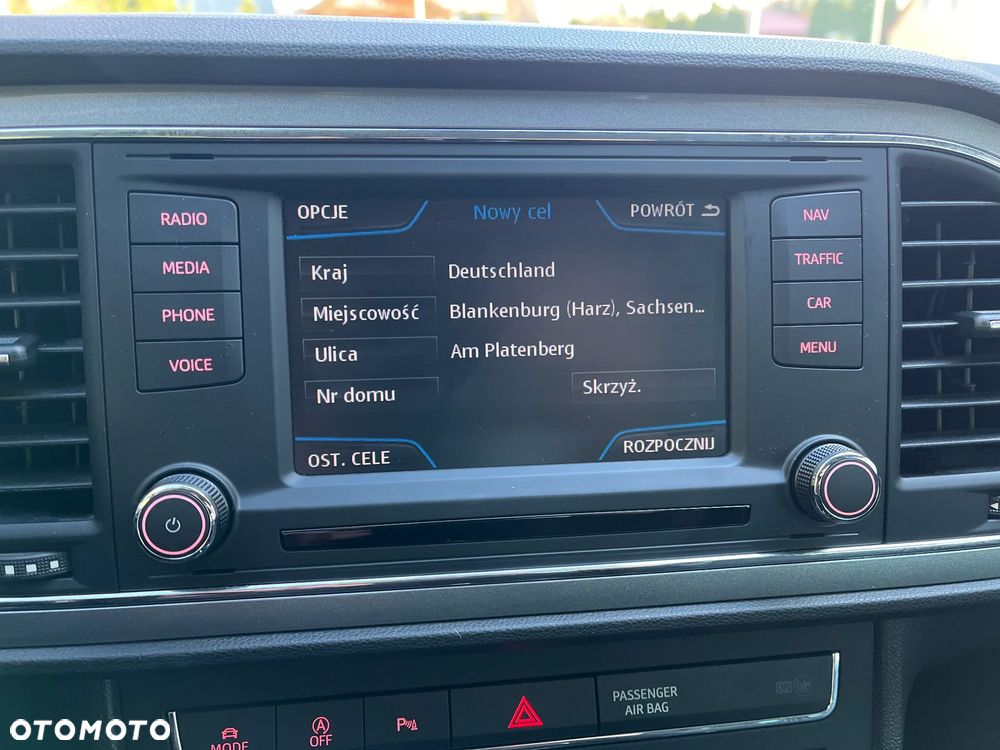 OPCJE Nowy cel POWRÓT
RADIO
MEDIA
PHONE
VOICE
Kraj Deutschland
Miejscowość Blankenburg (Harz), Sachsen...
Ulica Am Platenberg
Nr domu Skrzyż.
OST. CELE ROZPOCZNIJ
NAV
TRAFFIC
CAR
MENU
MODE
A
OFF
P
PASSENGER
AIR BAG
OTOMOTO